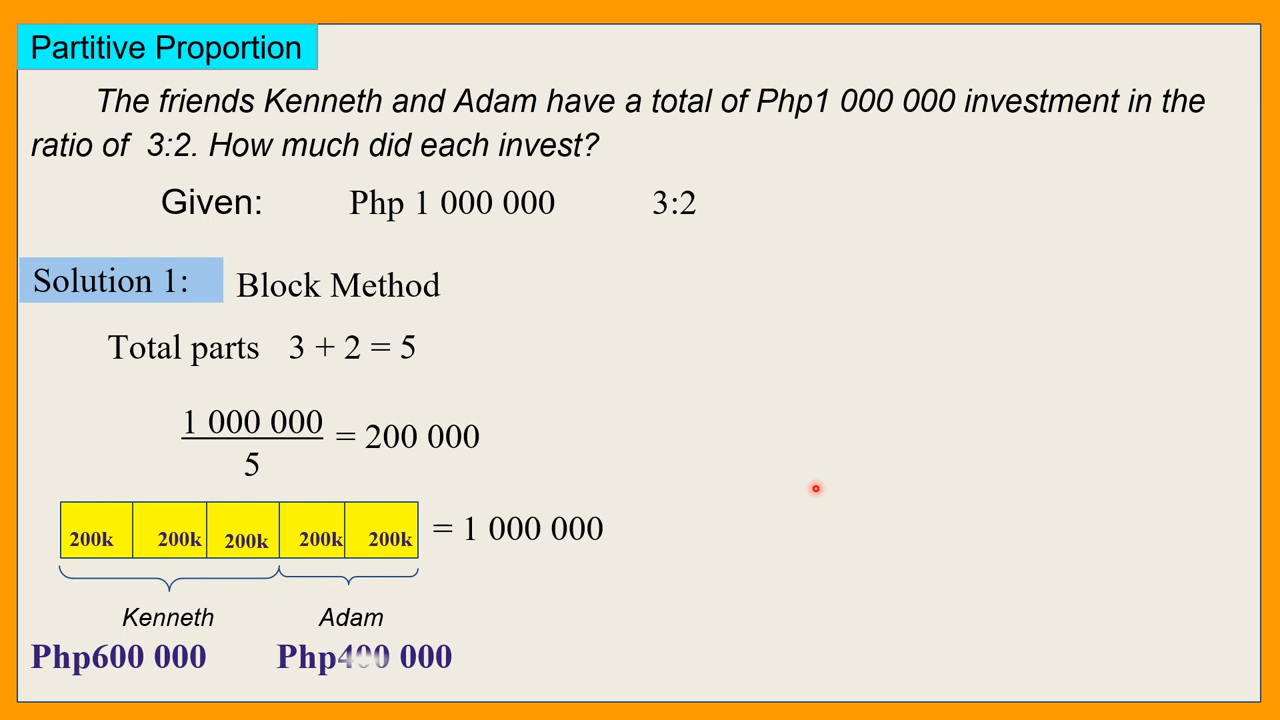 Partitive Proportion
The friends Kenneth and Adam have a total of Php1 000 000 investment in the
ratio of 3:2. How much did each invest?
Given: Php 1 000 000 3:2
Solution 1: Block Method
Total parts 3 + 2 = 5
1 000 000
= 200 000
5
200k 200k 200k 200k 200k = 1 000 000
Kenneth Adam
Php600 000 Php400 000